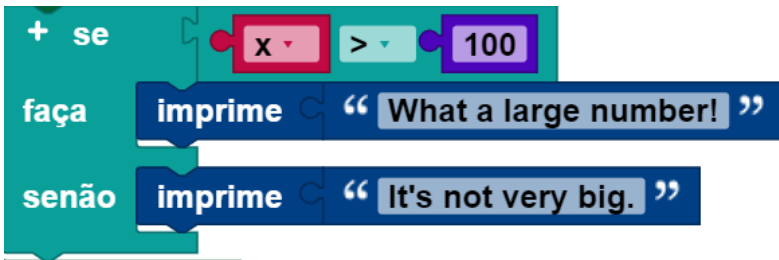 + se x > 100
faça imprime “ What a large number! ”
senão imprime “ It's not very big. ”